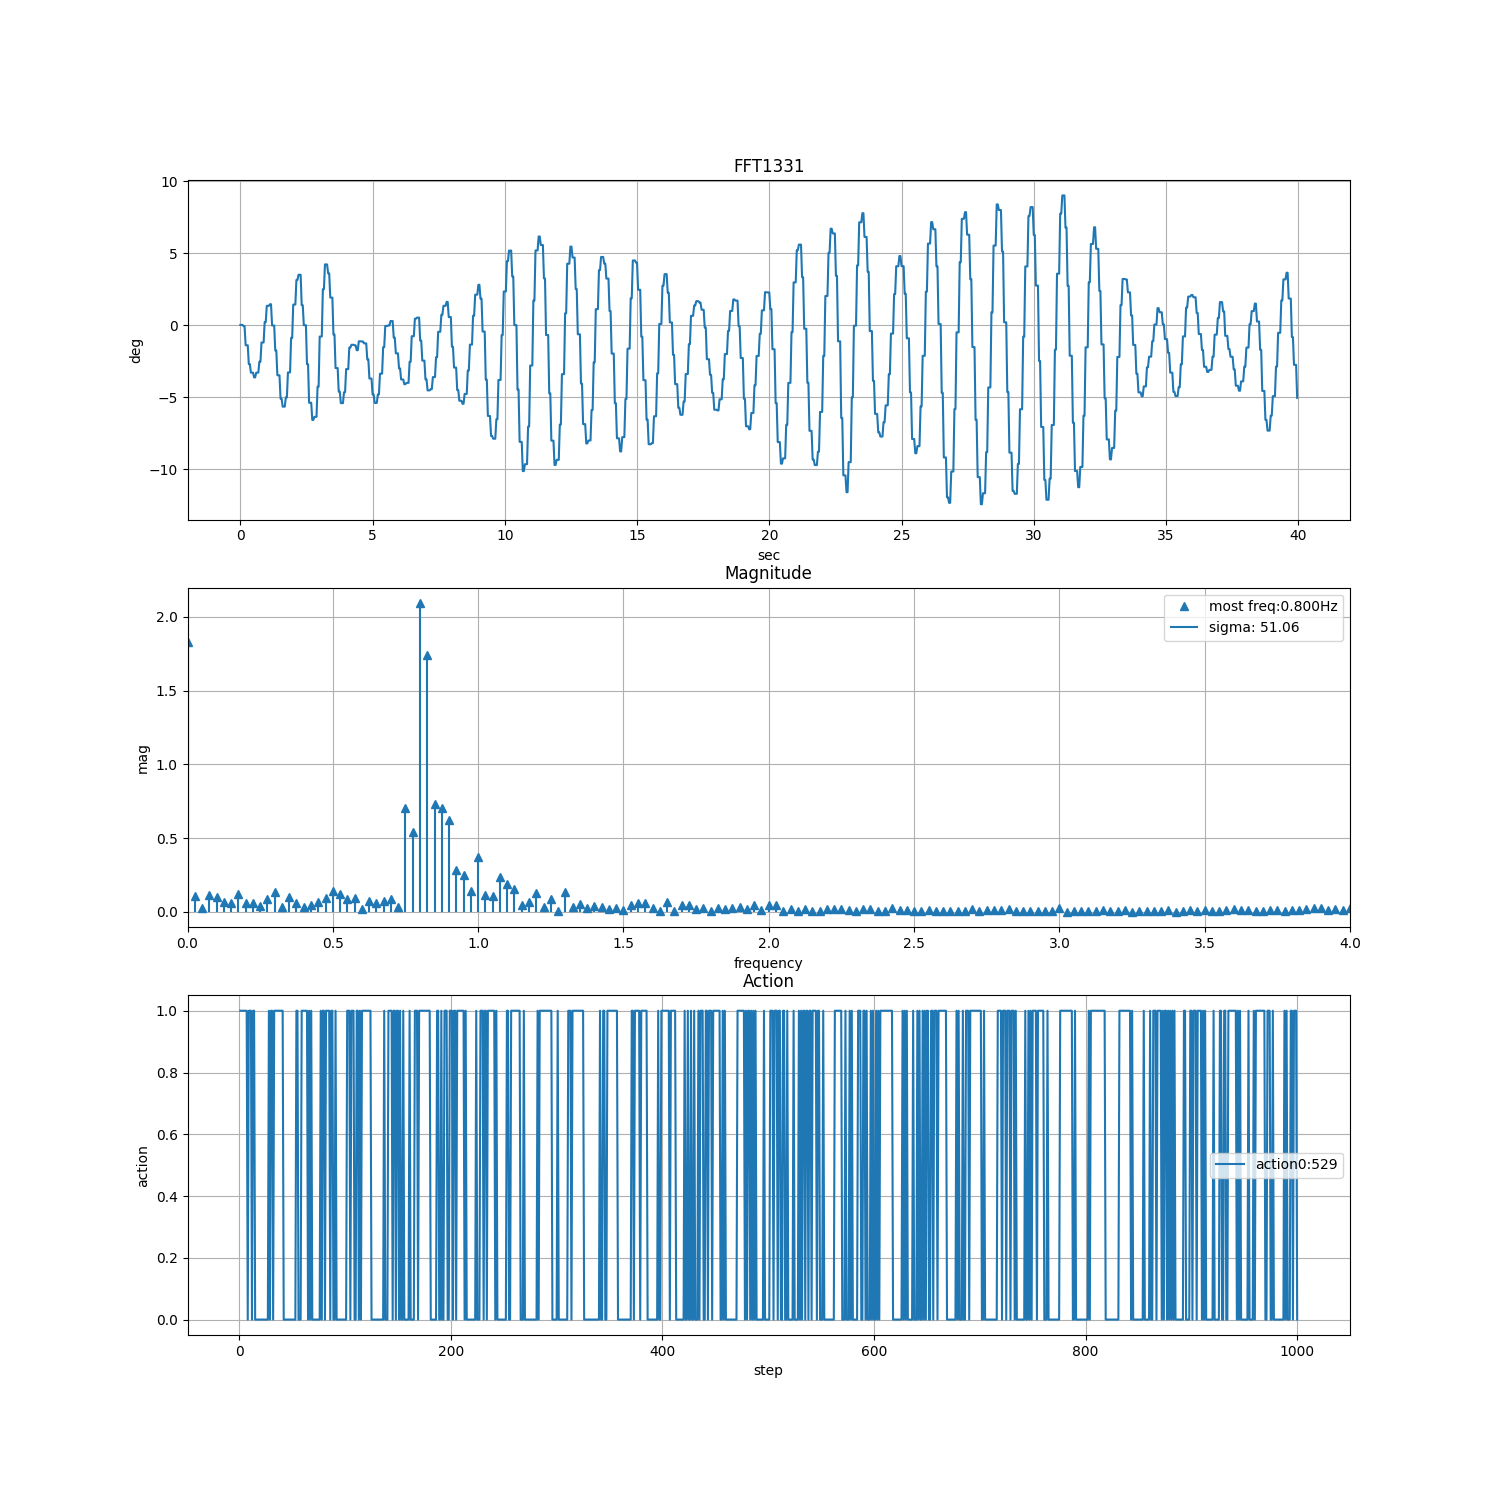 FFT1331
10
5
0
−5
−10
deg
0 5 10 15 20 25 30 35 40
sec
Magnitude
2.0
1.5
1.0
0.5
0.0
mag
most freq:0.800Hz
sigma: 51.06
0.0 0.5 1.0 1.5 2.0 2.5 3.0 3.5 4.0
frequency
Action
1.0
0.8
0.6
0.4
0.2
0.0
action
action0:529
0 200 400 600 800 1000
step